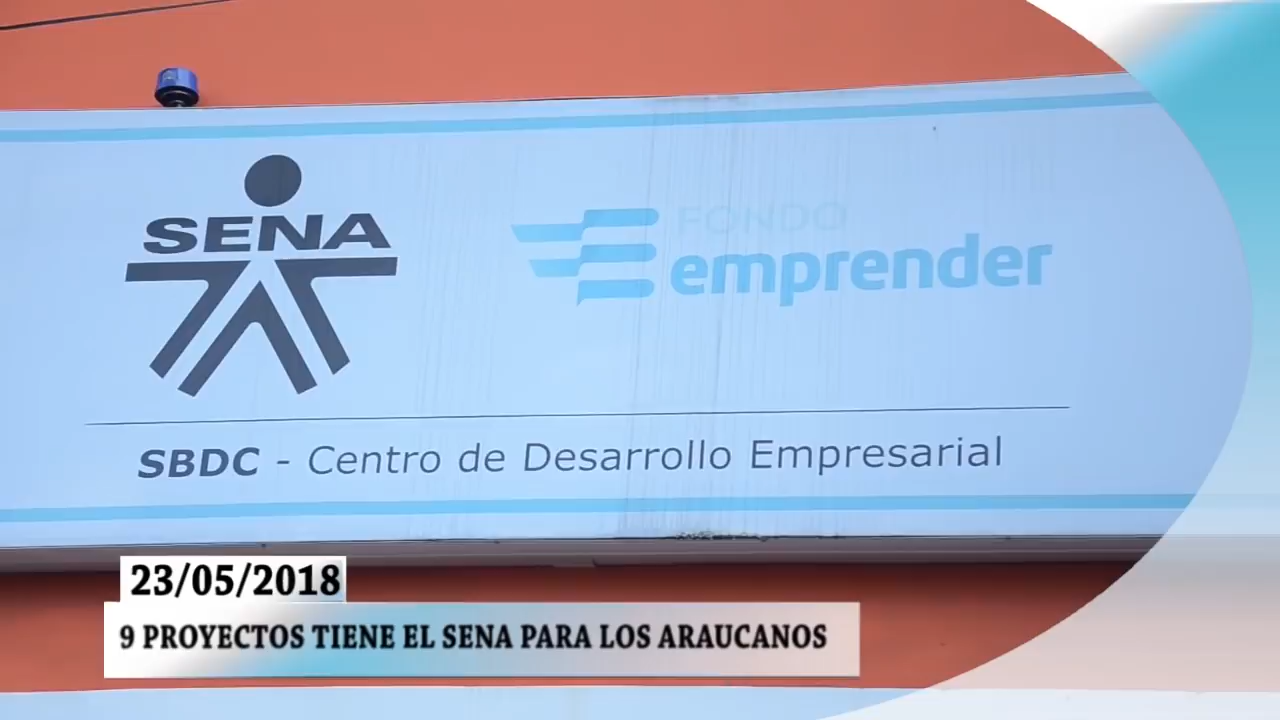 SENA
FONDO
emprender
SBDC - Centro de Desarrollo Empresarial
23/05/2018
9 PROYECTOS TIENE EL SENA PARA LOS ARAUCANOS